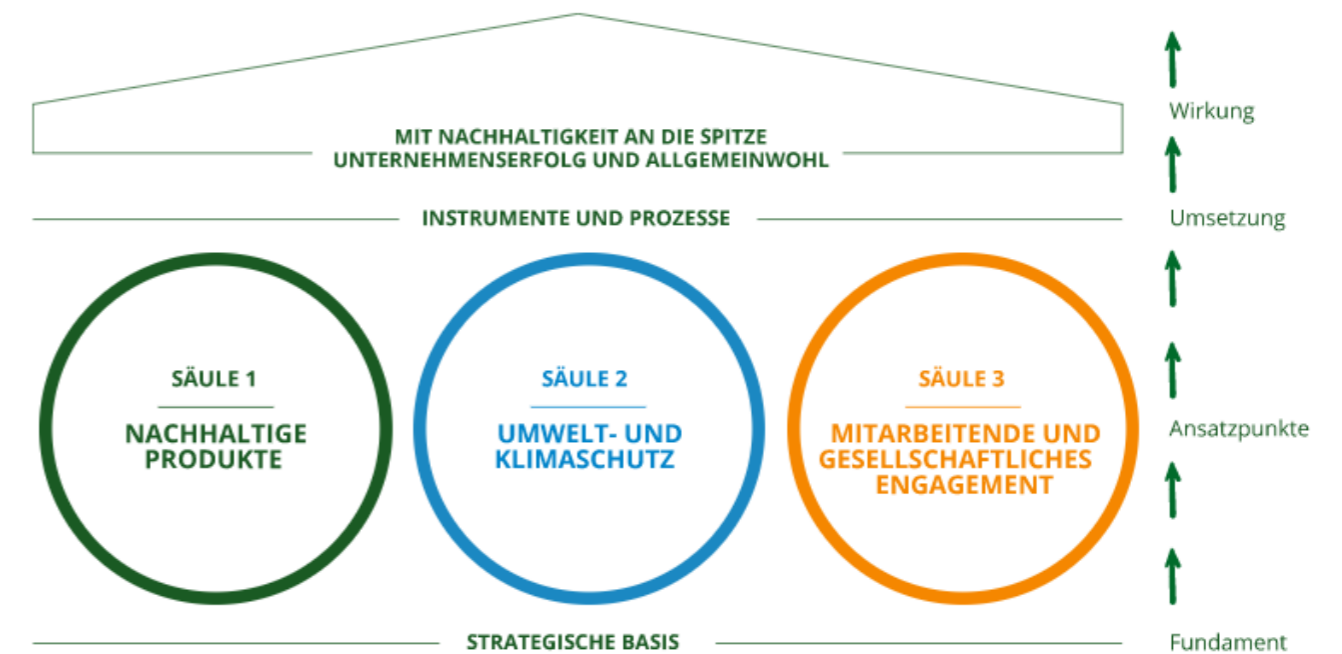 Wirkung
MIT NACHHALTIGKEIT AN DIE SPITZE
UNTERNEHMENSERFOLG UND ALLGEMEINWOHL
INSTRUMENTE UND PROZESSE
Umsetzung
SÄULE 1
NACHHALTIGE
PRODUKTE
SÄULE 2
UMWELT- UND
KLIMASCHUTZ
SÄULE 3
MITARBEITENDE UND
GESELLSCHAFTLICHES
ENGAGEMENT
Ansatzpunkte
STRATEGISCHE BASIS
Fundament